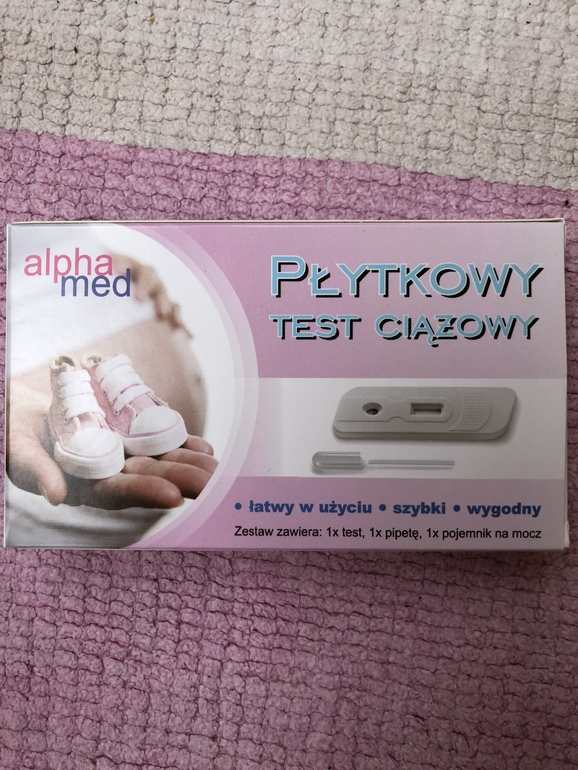 alpha
med
PŁYTKOWY
TEST CIĄŻOWY
• łatwy w użyciu • szybki • wygodny
Zestaw zawiera: 1x test, 1x pipetę, 1x pojemnik na mocz